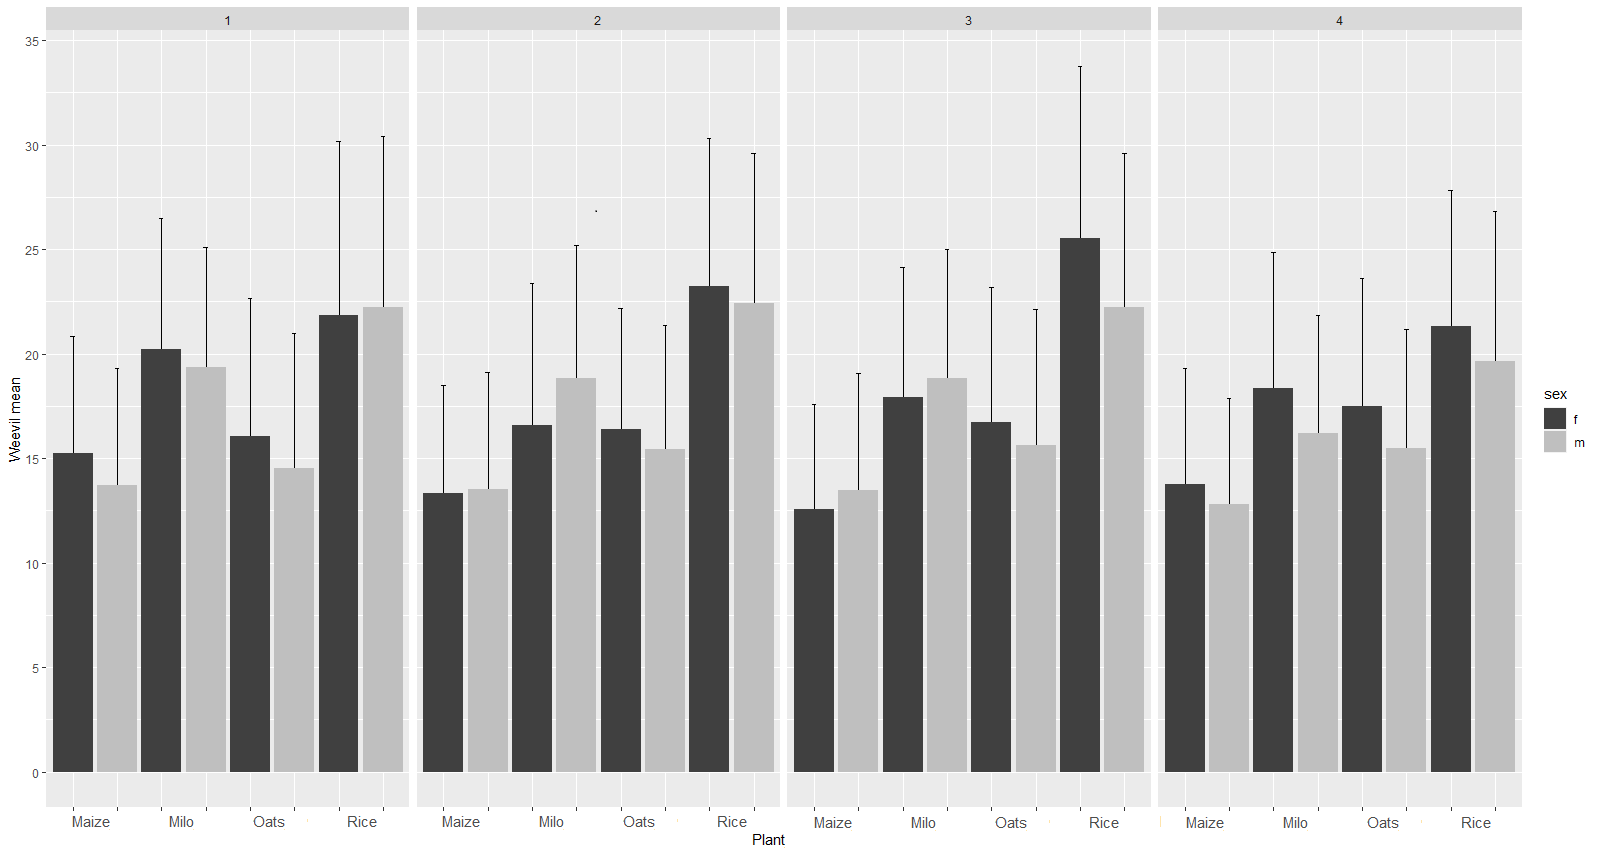 1 2 3 4
35
30
25
20
15
10
5
0
Weevil mean
Maize Milo Oats Rice Maize Milo Oats Rice Maize Milo Oats Rice Maize Milo Oats Rice
Plant
sex
f
m